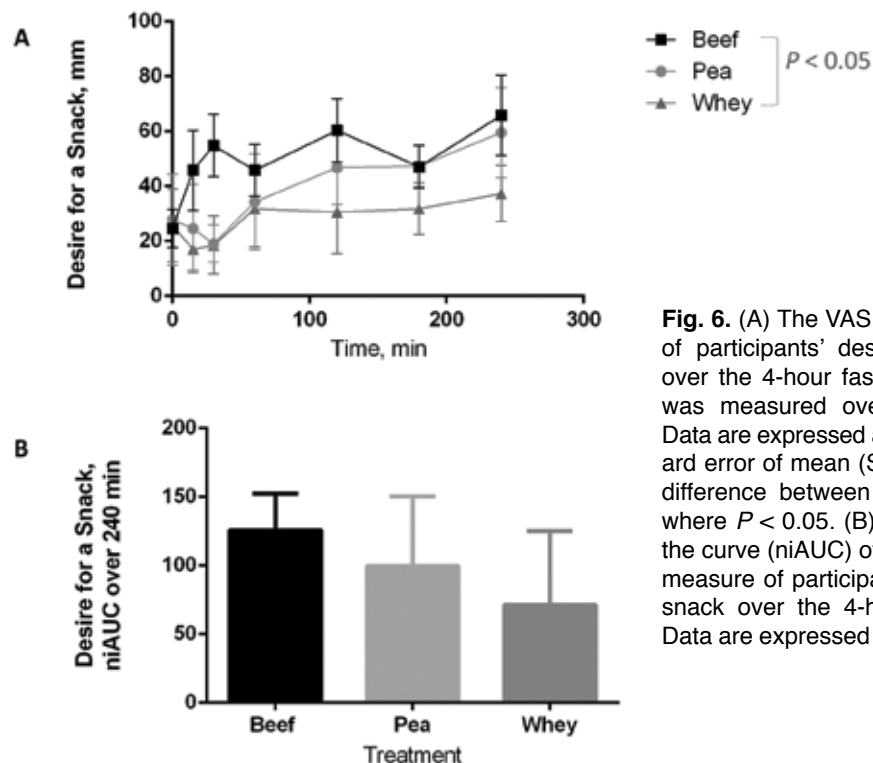 A
Desire for a Snack, mm
100
80
60
40
20
0
0
100
200
300
Time, min
Beef
Pea
Whey
P < 0.05
B
Desire for a Snack,
niAUC over 240 min
200
150
100
50
0
Beef
Pea
Whey
Treatment
Fig. 6. (A) The VAS
of participants’ des
over the 4-hour fas
was measured ove
Data are expressed a
ard error of mean (S
difference between
where P < 0.05. (B)
the curve (niAUC) o
measure of participa
snack over the 4-h
Data are expressed